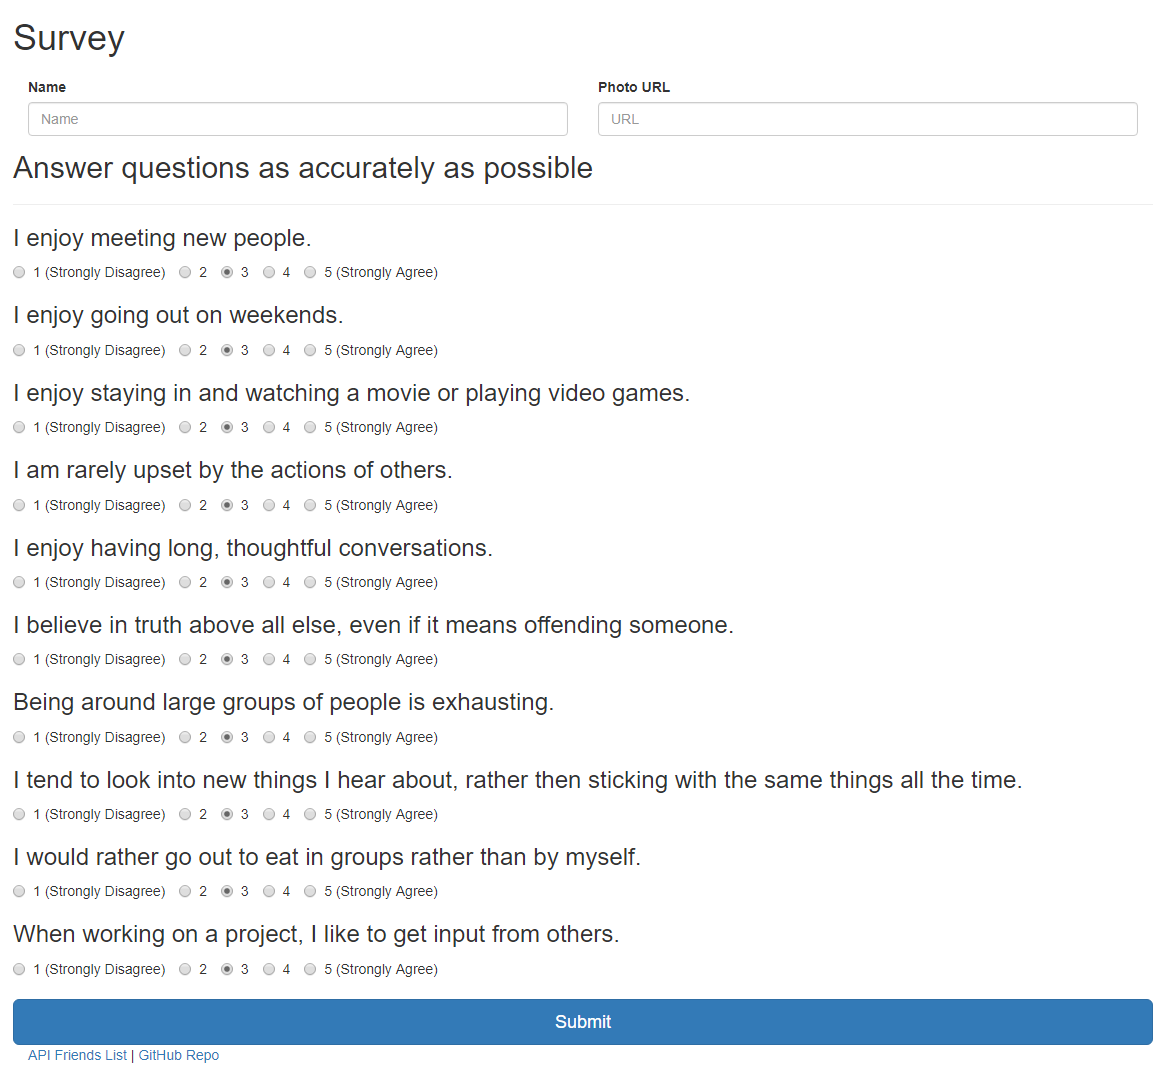 Survey
Name Photo URL
Name URL
Answer questions as accurately as possible
I enjoy meeting new people.
1 (Strongly Disagree) 2 3 4 5 (Strongly Agree)
I enjoy going out on weekends.
1 (Strongly Disagree) 2 3 4 5 (Strongly Agree)
I enjoy staying in and watching a movie or playing video games.
1 (Strongly Disagree) 2 3 4 5 (Strongly Agree)
I am rarely upset by the actions of others.
1 (Strongly Disagree) 2 3 4 5 (Strongly Agree)
I enjoy having long, thoughtful conversations.
1 (Strongly Disagree) 2 3 4 5 (Strongly Agree)
I believe in truth above all else, even if it means offending someone.
1 (Strongly Disagree) 2 3 4 5 (Strongly Agree)
Being around large groups of people is exhausting.
1 (Strongly Disagree) 2 3 4 5 (Strongly Agree)
I tend to look into new things I hear about, rather then sticking with the same things all the time.
1 (Strongly Disagree) 2 3 4 5 (Strongly Agree)
I would rather go out to eat in groups rather than by myself.
1 (Strongly Disagree) 2 3 4 5 (Strongly Agree)
When working on a project, I like to get input from others.
1 (Strongly Disagree) 2 3 4 5 (Strongly Agree)
Submit
API Friends List | GitHub Repo